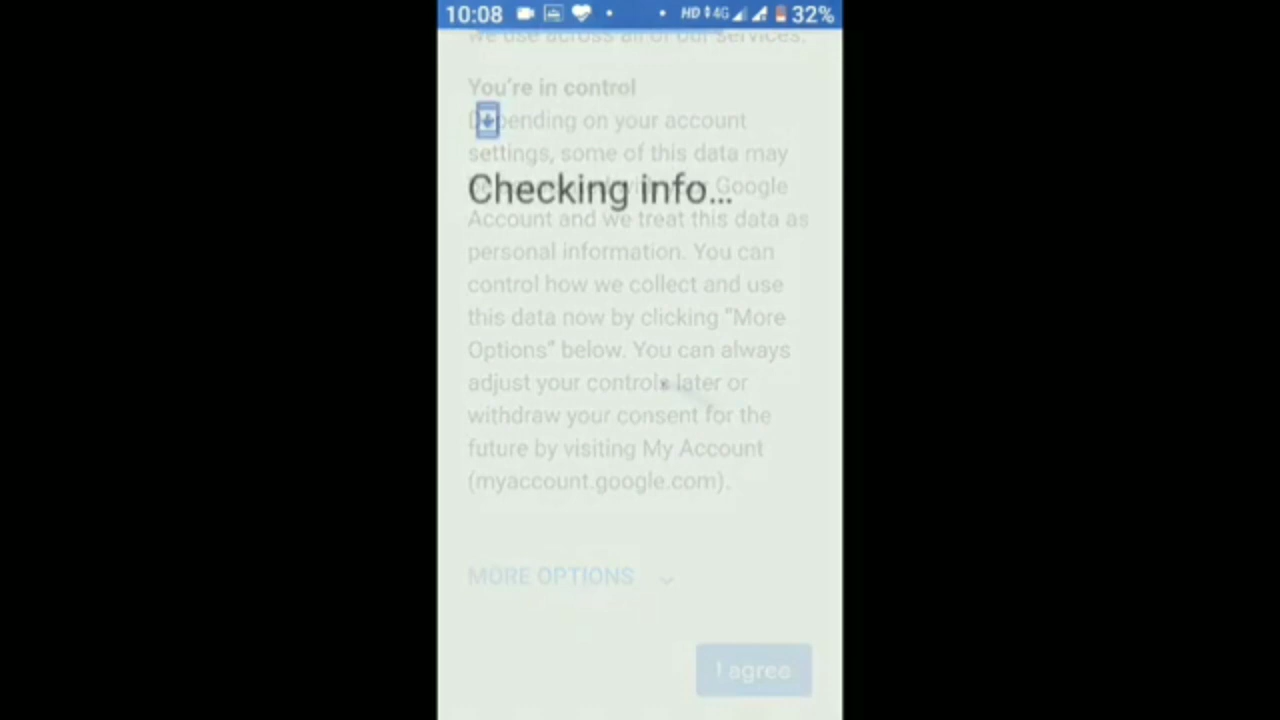 10:08 HD 4G 32%
we use across all of our services.
You're in control
Depending on your account
settings, some of this data may
Google
Checking info...
Account and we treat this data as
personal information. You can
control how we collect and use
this data now by clicking "More
Options" below. You can always
adjust your controls later or
withdraw your consent for the
future by visiting My Account
(myaccount.google.com).
MORE OPTIONS
I agree